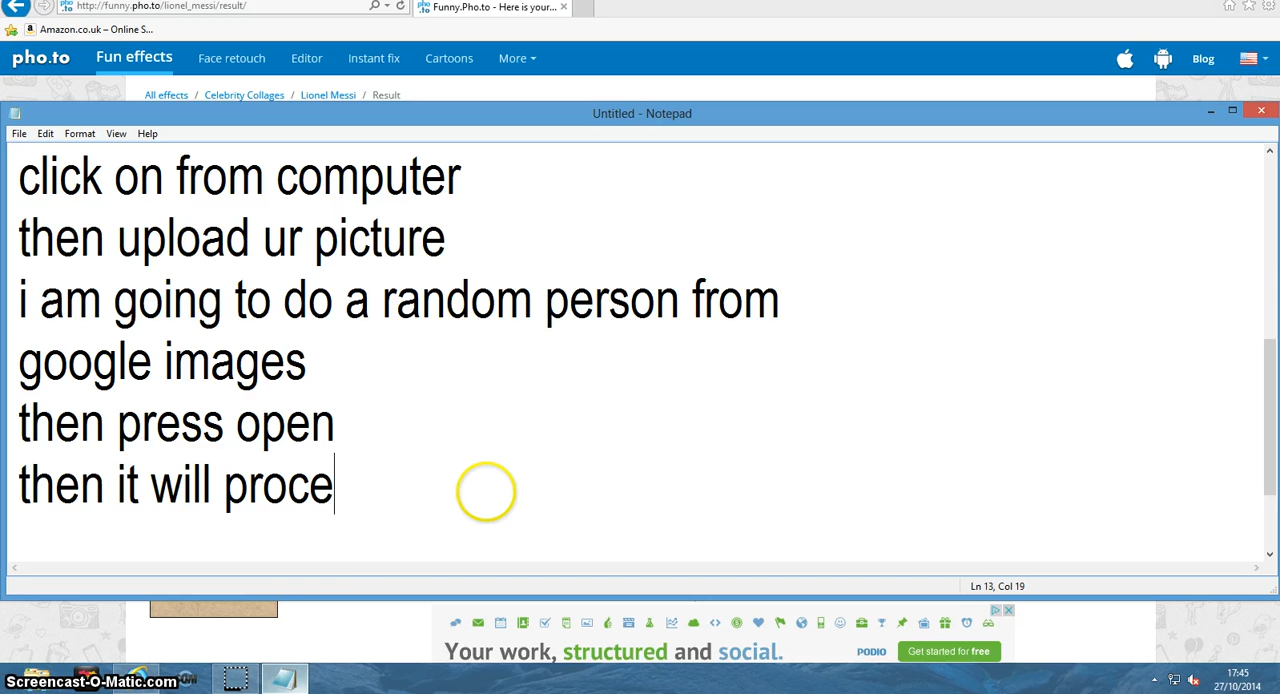 http://funny.pho.to/lionel_messi/result/
Funny.Pho.to - Here is your...
Amazon.co.uk – Online S...
pho.to Fun effects Face retouch Editor Instant fix Cartoons More Blog
All effects / Celebrity Collages / Lionel Messi / Result
Untitled - Notepad
File Edit Format View Help
click on from computer
then upload ur picture
i am going to do a random person from
google images
then press open
then it will proce
Ln 13, Col 19
Your work, structured and social. PODIO Get started for free
Screencast-O-Matic.com
17:45
27/10/2014